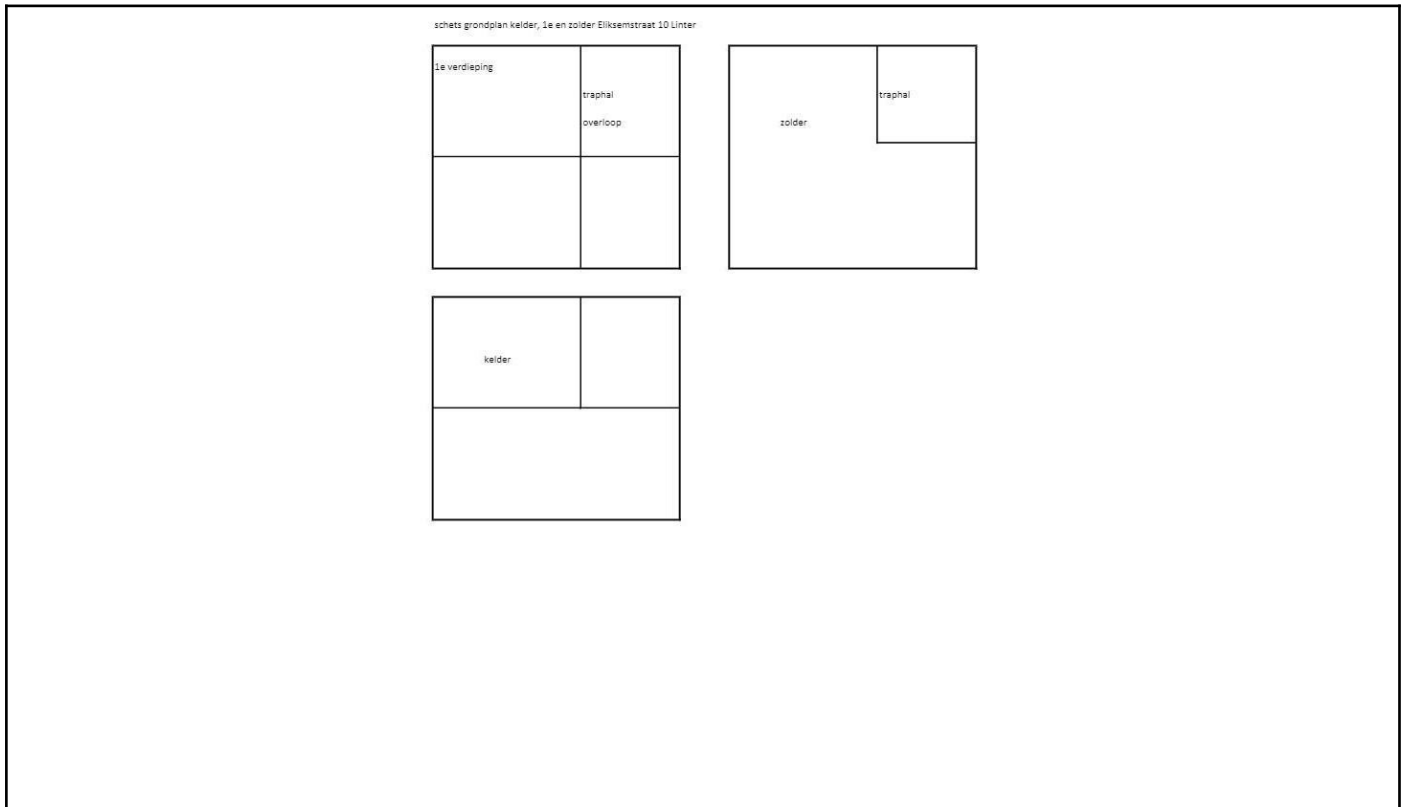 schets grondplan kelder, 1e en zolder Eliksemstraat 10 Linter
1e verdieping
traphal
overloop
traphal
zolder
kelder